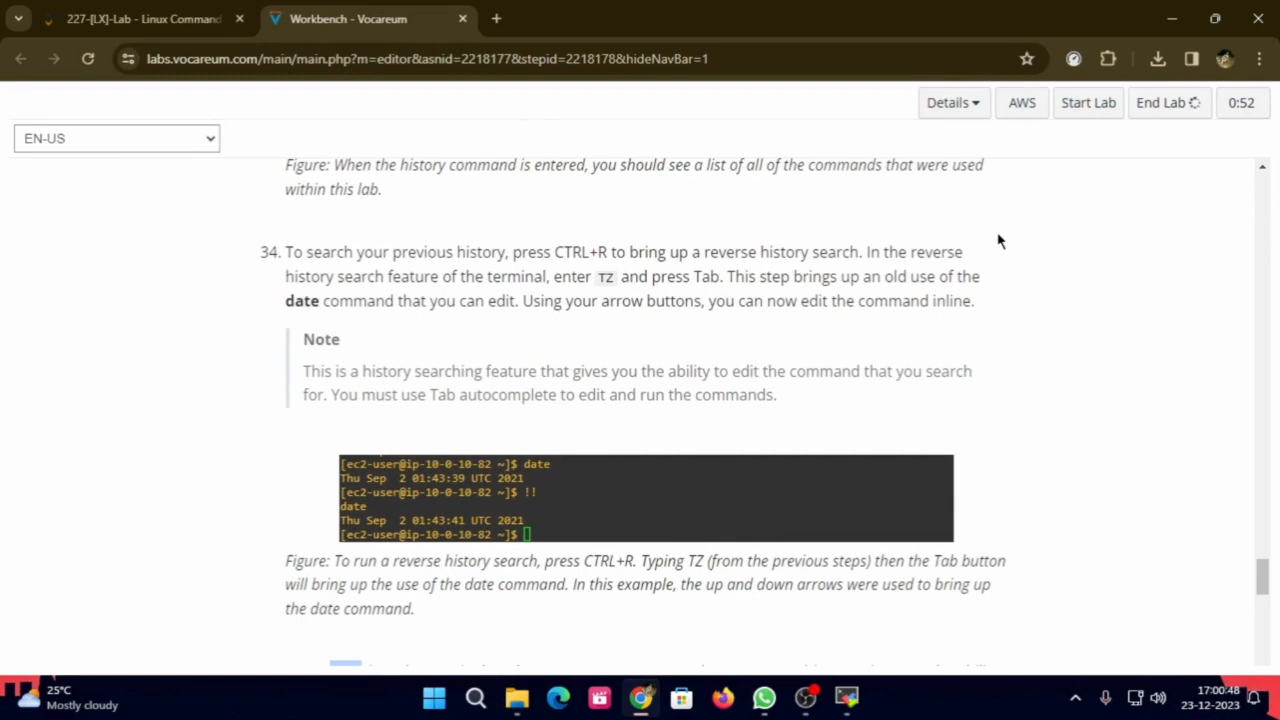 227-[LX]-Lab - Linux Command
Workbench - Vocareum
labs.vocareum.com/main/main.php?m=editor&asnid=2218177&stepid=2218178&hideNavBar=1
Details
AWS
Start Lab
End Lab
0:52
EN-US
Figure: When the history command is entered, you should see a list of all of the commands that were used
within this lab.
34. To search your previous history, press CTRL+R to bring up a reverse history search. In the reverse
history search feature of the terminal, enter TZ and press Tab. This step brings up an old use of the
date command that you can edit. Using your arrow buttons, you can now edit the command inline.
Note
This is a history searching feature that gives you the ability to edit the command that you search
for. You must use Tab autocomplete to edit and run the commands.
[ec2-user@ip-10-0-10-82 ~]$ date
Thu Sep  2 01:43:39 UTC 2021
[ec2-user@ip-10-0-10-82 ~]$ !!
date
Thu Sep  2 01:43:41 UTC 2021
[ec2-user@ip-10-0-10-82 ~]$
Figure: To run a reverse history search, press CTRL+R. Typing TZ (from the previous steps) then the Tab button
will bring up the use of the date command. In this example, the up and down arrows were used to bring up
the date command.
25°C
Mostly cloudy
17:00:48
23-12-2023